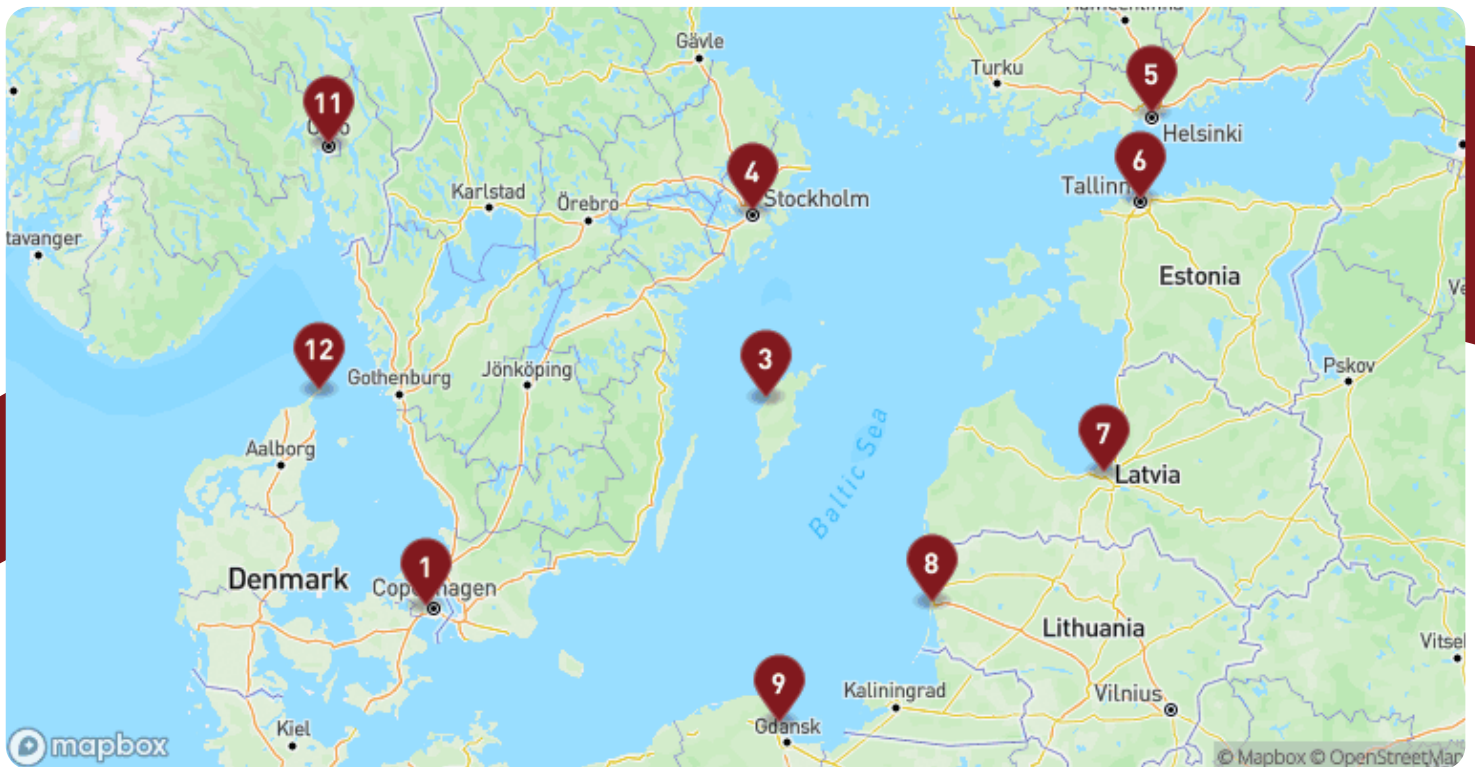 Gävle
Turku
5
Helsinki
11
6
Tallinn
4
Stockholm
Karlstad
Örebro
tavanger
Estonia
12
3
Gothenburg
Jönköping
Pskov
Aalborg
Baltic Sea
7
Latvia
8
1
Denmark
Lithuania
Vitsel
9
Kaliningrad
Vilnius
Gdansk
Kiel
mapbox
© Mapbox © OpenStreetMap